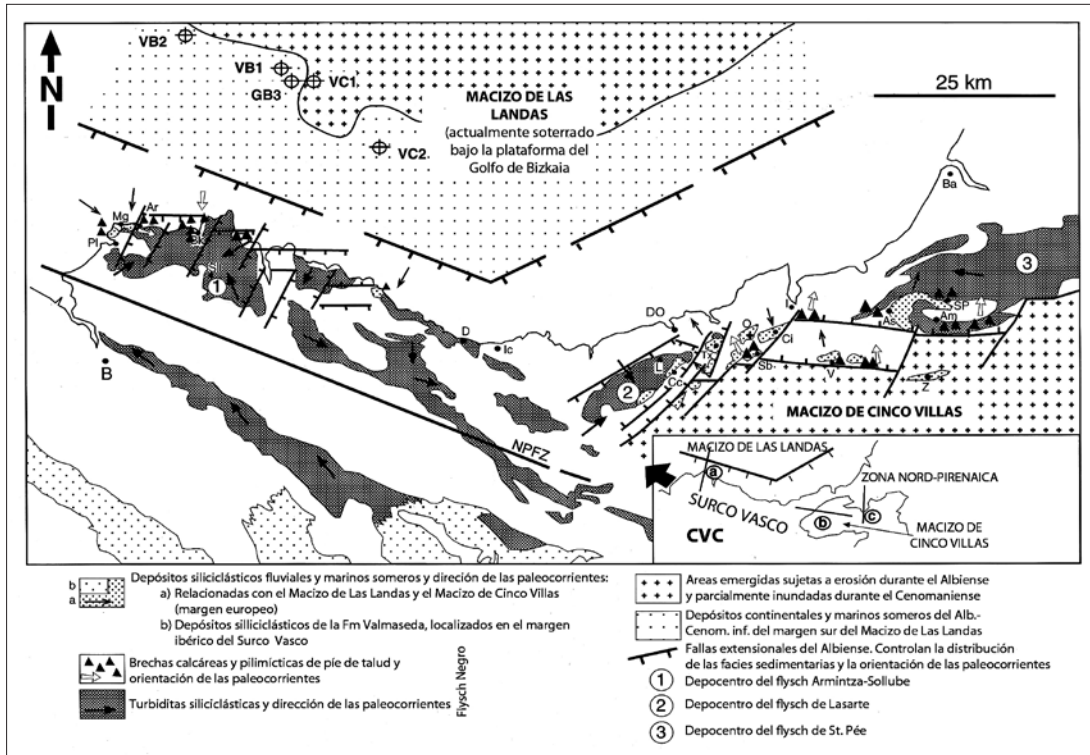 N
VB2
VB1
GB3
VC1
VC2
MACIZO DE LAS
LANDAS
(actualmente soterrado
bajo la plataforma del
Golfo de Bizkaia
25 km
Ba
Mg
Ar
Pl
Sl
1
B
D
Ic
DO
L
2
Cc
Tx
O
I
Ci
Sb
As
SP
Am
3
V
Z
NPFZ
MACIZO DE CINCO VILLAS
MACIZO DE LAS LANDAS
ZONA NORD-PIRENAICA
a
SURCO VASCO
b
c
CVC
MACIZO DE
CINCO VILLAS
b
a
Depósitos siliciclásticos fluviales y marinos someros y direción de las paleocorrientes:
a) Relacionadas con el Macizo de Las Landas y el Macizo de Cinco Villas
(margen europeo)
b) Depósitos silliciclásticos de la Fm Valmaseda, localizados en el margen
ibérico del Surco Vasco
Brechas calcáreas y pilimícticas de píe de talud y
orientación de las paleocorrientes
Turbiditas siliciclásticas y dirección de las paleocorrientes
Flysch Negro
Areas emergidas sujetas a erosión durante el Albiense
y parcialmente inundadas durante el Cenomaniense
Depósitos continentales y marinos someros del Alb.-
Cenom. inf. del margen sur del Macizo de Las Landas
Fallas extensionales del Albiense. Controlan la distribución
de las facies sedimentarias y la orientación de las paleocorrientes
1 Depocentro del flysch Armintza-Sollube
2 Depocentro del flysch de Lasarte
3 Depocentro del flysch de St. Pée